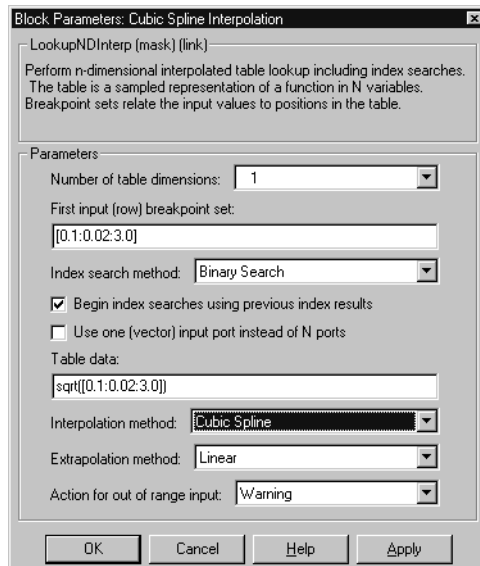 Block Parameters: Cubic Spline Interpolation
LookupNDInterp (mask) (link)
Perform n-dimensional interpolated table lookup including index searches.
The table is a sampled representation of a function in N variables.
Breakpoint sets relate the input values to positions in the table.
Parameters
Number of table dimensions: 1
First input (row) breakpoint set:
[0.1:0.02:3.0]
Index search method: Binary Search
Begin index searches using previous index results
Use one (vector) input port instead of N ports
Table data:
sqrt([0.1:0.02:3.0])
Interpolation method: Cubic Spline
Extrapolation method: Linear
Action for out of range input: Warning
OK Cancel Help Apply